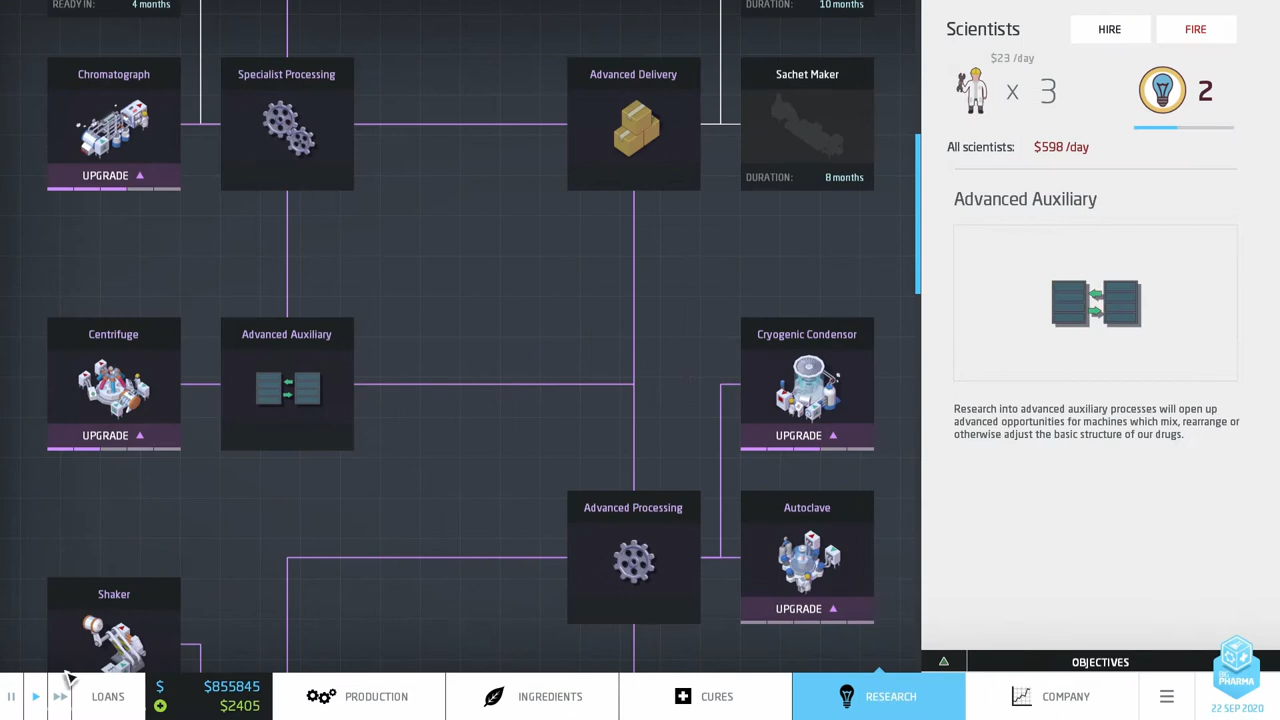 READY IN: 4 months
DURATION: 10 months
Chromatograph
Specialist Processing
Advanced Delivery
Sachet Maker
UPGRADE
DURATION: 8 months
Centrifuge
Advanced Auxiliary
Cryogenic Condensor
UPGRADE
UPGRADE
Advanced Processing
Autoclave
UPGRADE
Shaker
Scientists
HIRE
FIRE
$23 /day
x 3
2
All scientists: $598 /day
Advanced Auxiliary
Research into advanced auxiliary processes will open up
advanced opportunities for machines which mix, rearrange or
otherwise adjust the basic structure of our drugs.
OBJECTIVES
LOANS
$ $855845
$2405
PRODUCTION
INGREDIENTS
CURES
RESEARCH
COMPANY
BIG
PHARMA
22 SEP 2020